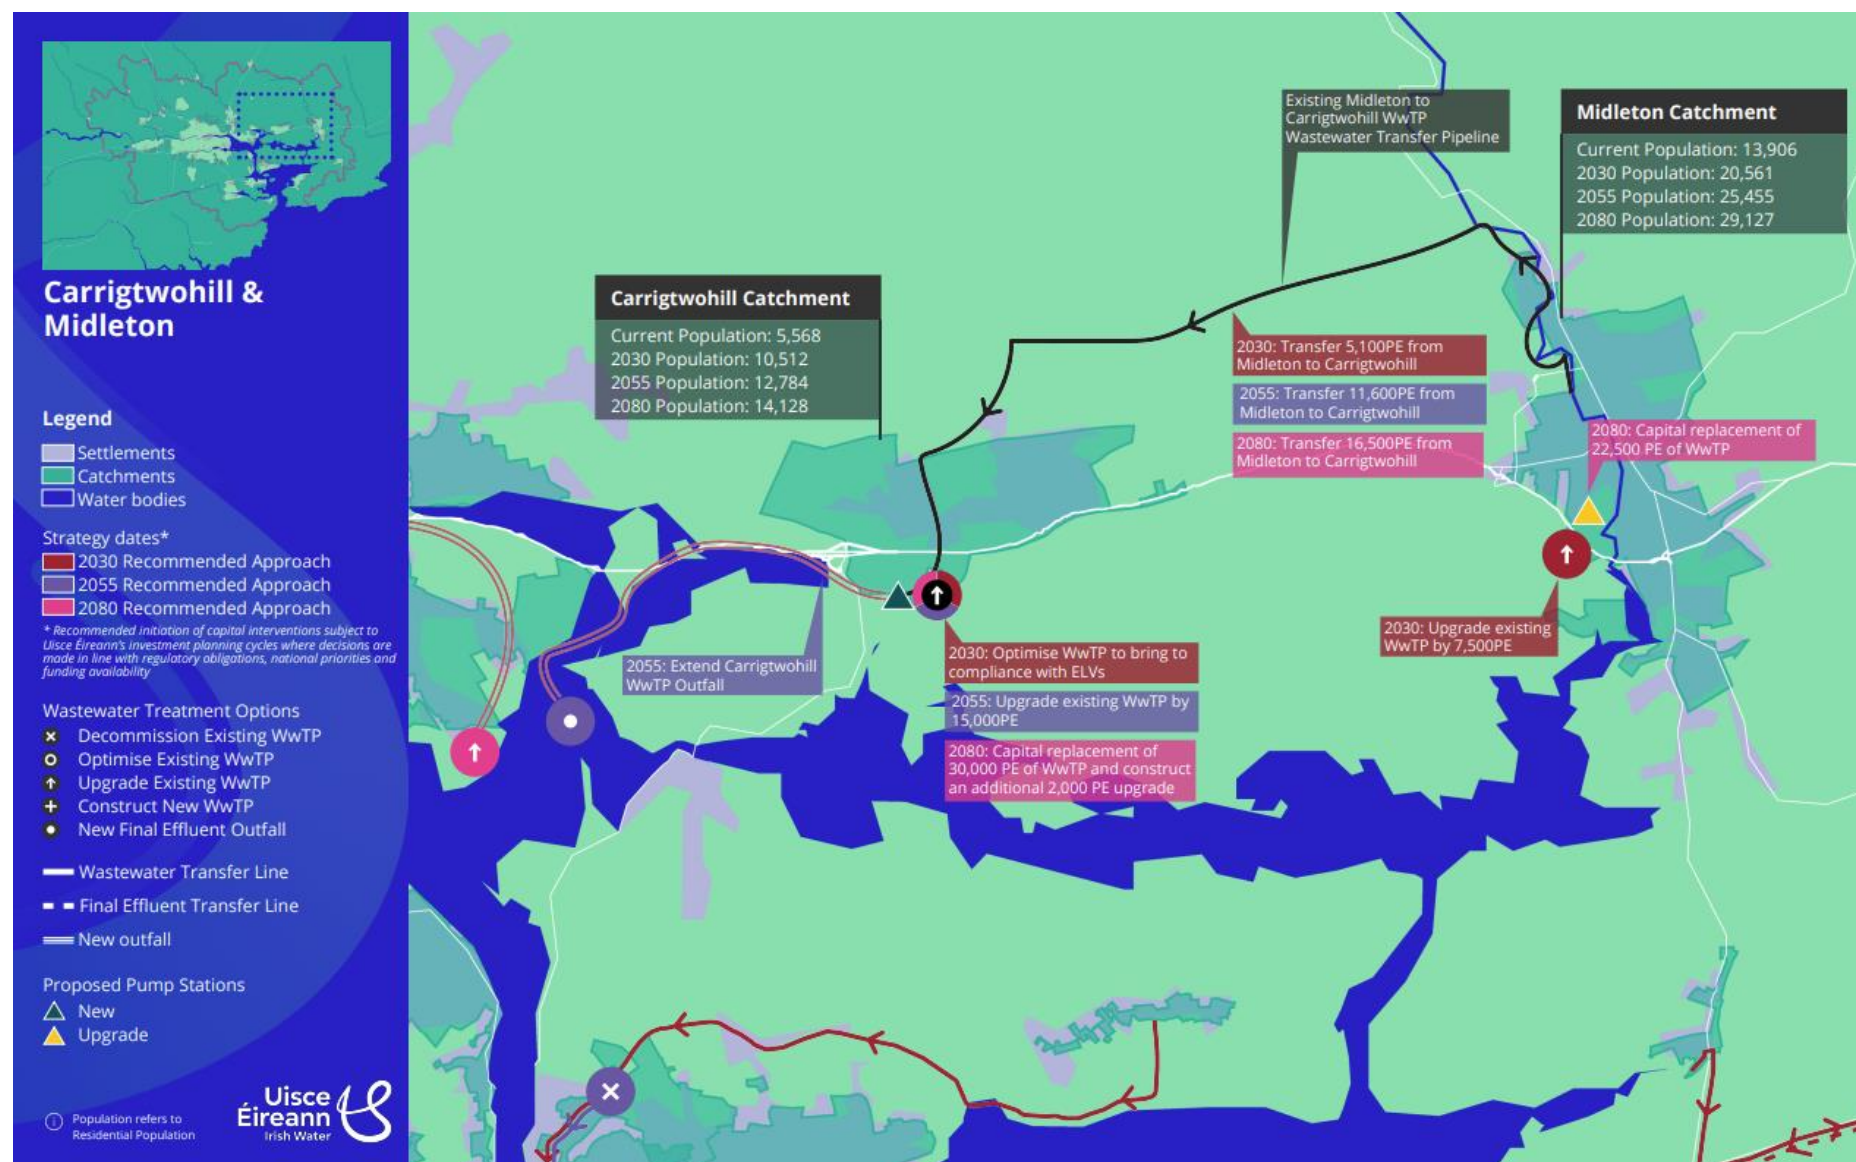 Carrigtwohill &
Midleton
Legend
Settlements
Catchments
Water bodies
Strategy dates*
2030 Recommended Approach
2055 Recommended Approach
2080 Recommended Approach
* Recommended initiation of capital interventions subject to
Uisce Éireann's investment planning cycles where decisions are
made in line with regulatory obligations, national priorities and
funding availability
Wastewater Treatment Options
Decommission Existing WwTP
Optimise Existing WwTP
Upgrade Existing WwTP
Construct New WwTP
New Final Effluent Outfall
Wastewater Transfer Line
Final Effluent Transfer Line
New outfall
Proposed Pump Stations
New
Upgrade
Population refers to
Residential Population
Uisce
Éireann
Irish Water
Existing Midleton to
Carrigtwohill WwTP
Wastewater Transfer Pipeline
Midleton Catchment
Current Population: 13,906
2030 Population: 20,561
2055 Population: 25,455
2080 Population: 29,127
Carrigtwohill Catchment
Current Population: 5,568
2030 Population: 10,512
2055 Population: 12,784
2080 Population: 14,128
2030: Transfer 5,100PE from
Midleton to Carrigtwohill
2055: Transfer 11,600PE from
Midleton to Carrigtwohill
2080: Transfer 16,500PE from
Midleton to Carrigtwohill
2080: Capital replacement of
22,500 PE of WwTP
2030: Upgrade existing
WwTP by 7,500PE
2055: Extend Carrigtwohill
WwTP Outfall
2030: Optimise WwTP to bring to
compliance with ELVs
2055: Upgrade existing WwTP by
15,000PE
2080: Capital replacement of
30,000 PE of WwTP and construct
an additional 2,000 PE upgrade